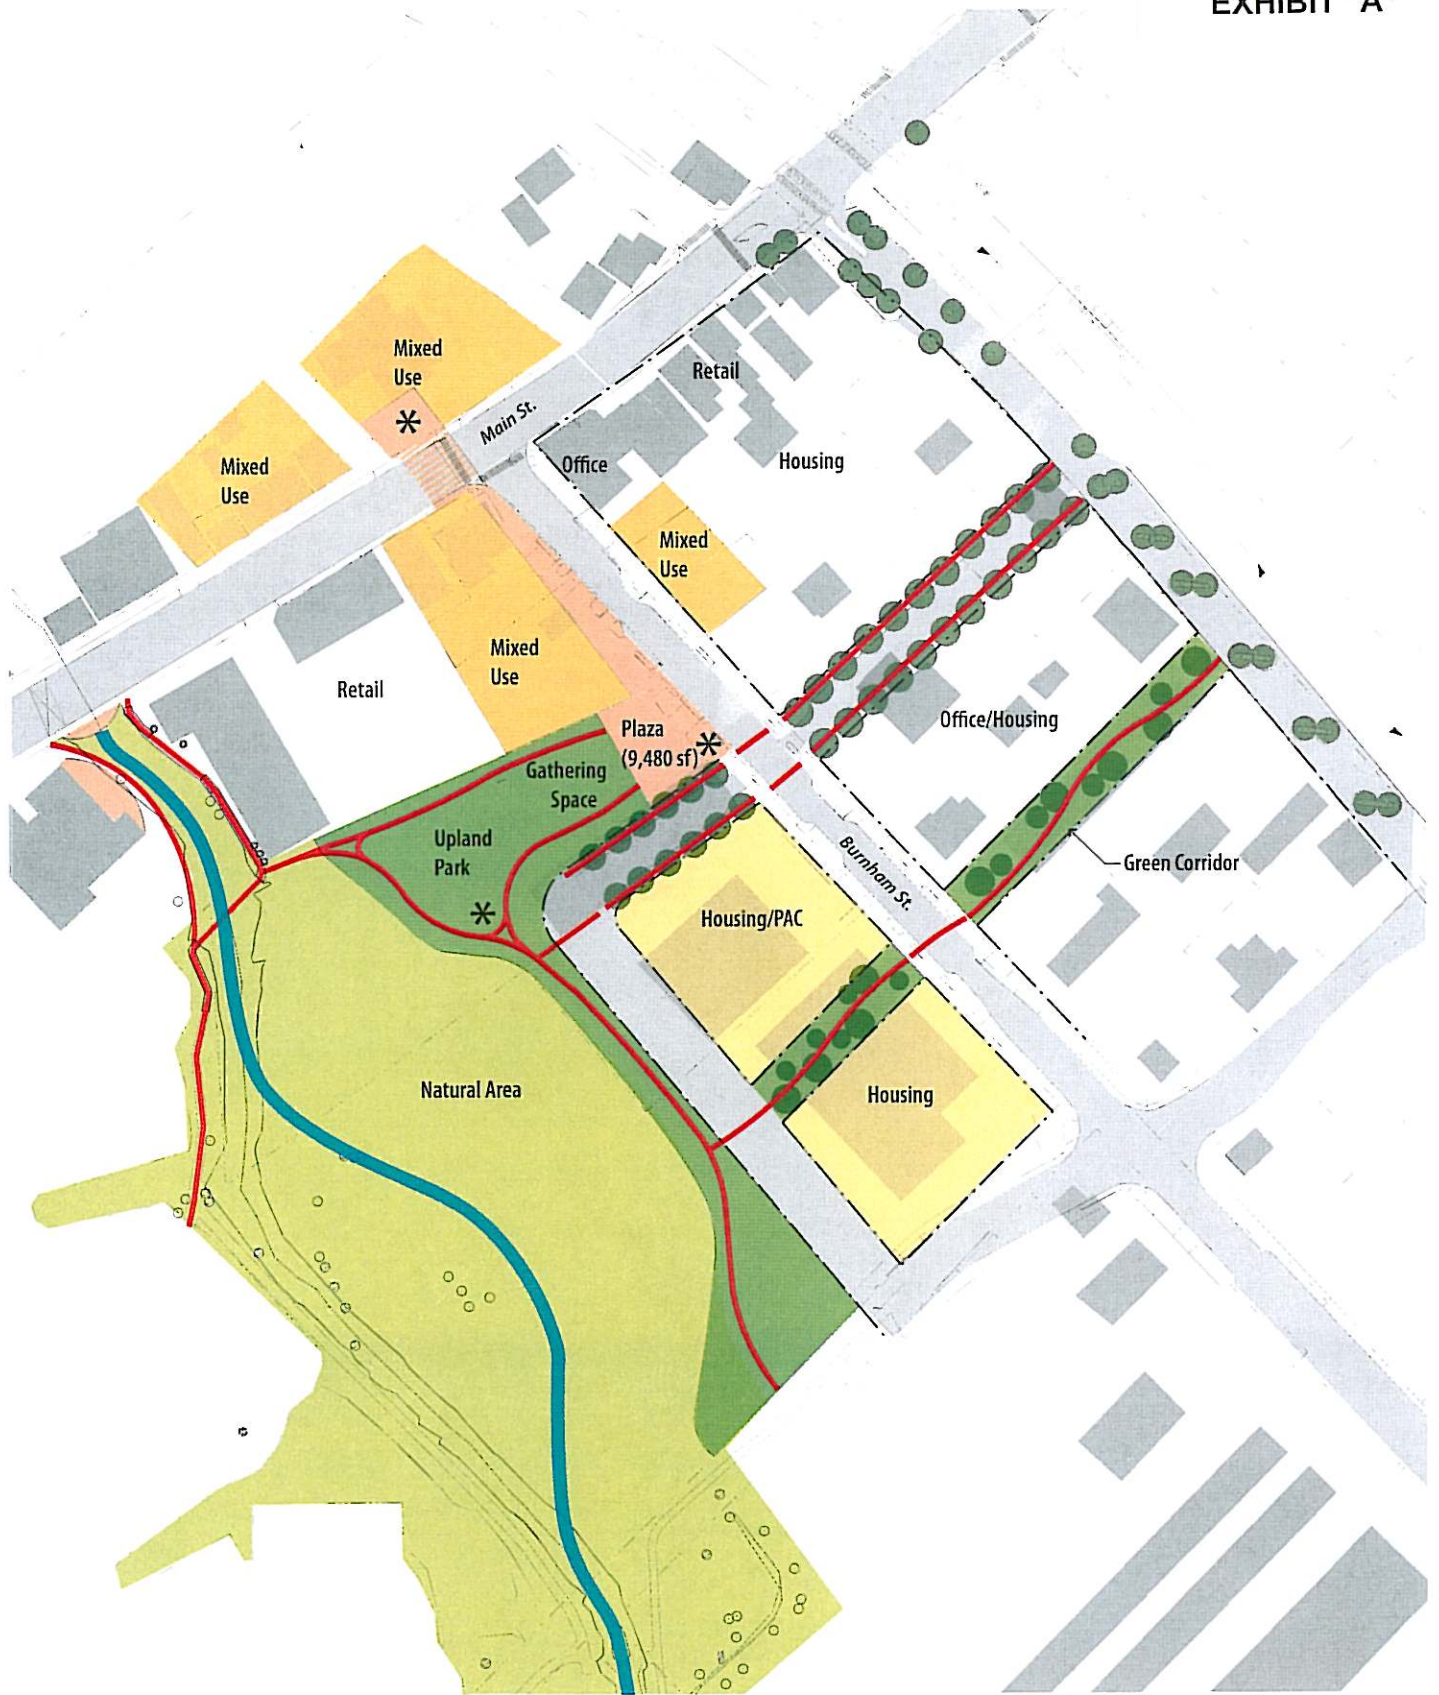 EXHIBIT "A"
Mixed
Use
*
Main St.
Retail
Mixed
Use
Office
Housing
Mixed
Use
Mixed
Use
Retail
Plaza
(9,480 sf)
*
Office/Housing
Gathering
Space
Upland
Park
*
Burnham St.
Green Corridor
Housing/PAC
Natural Area
Housing